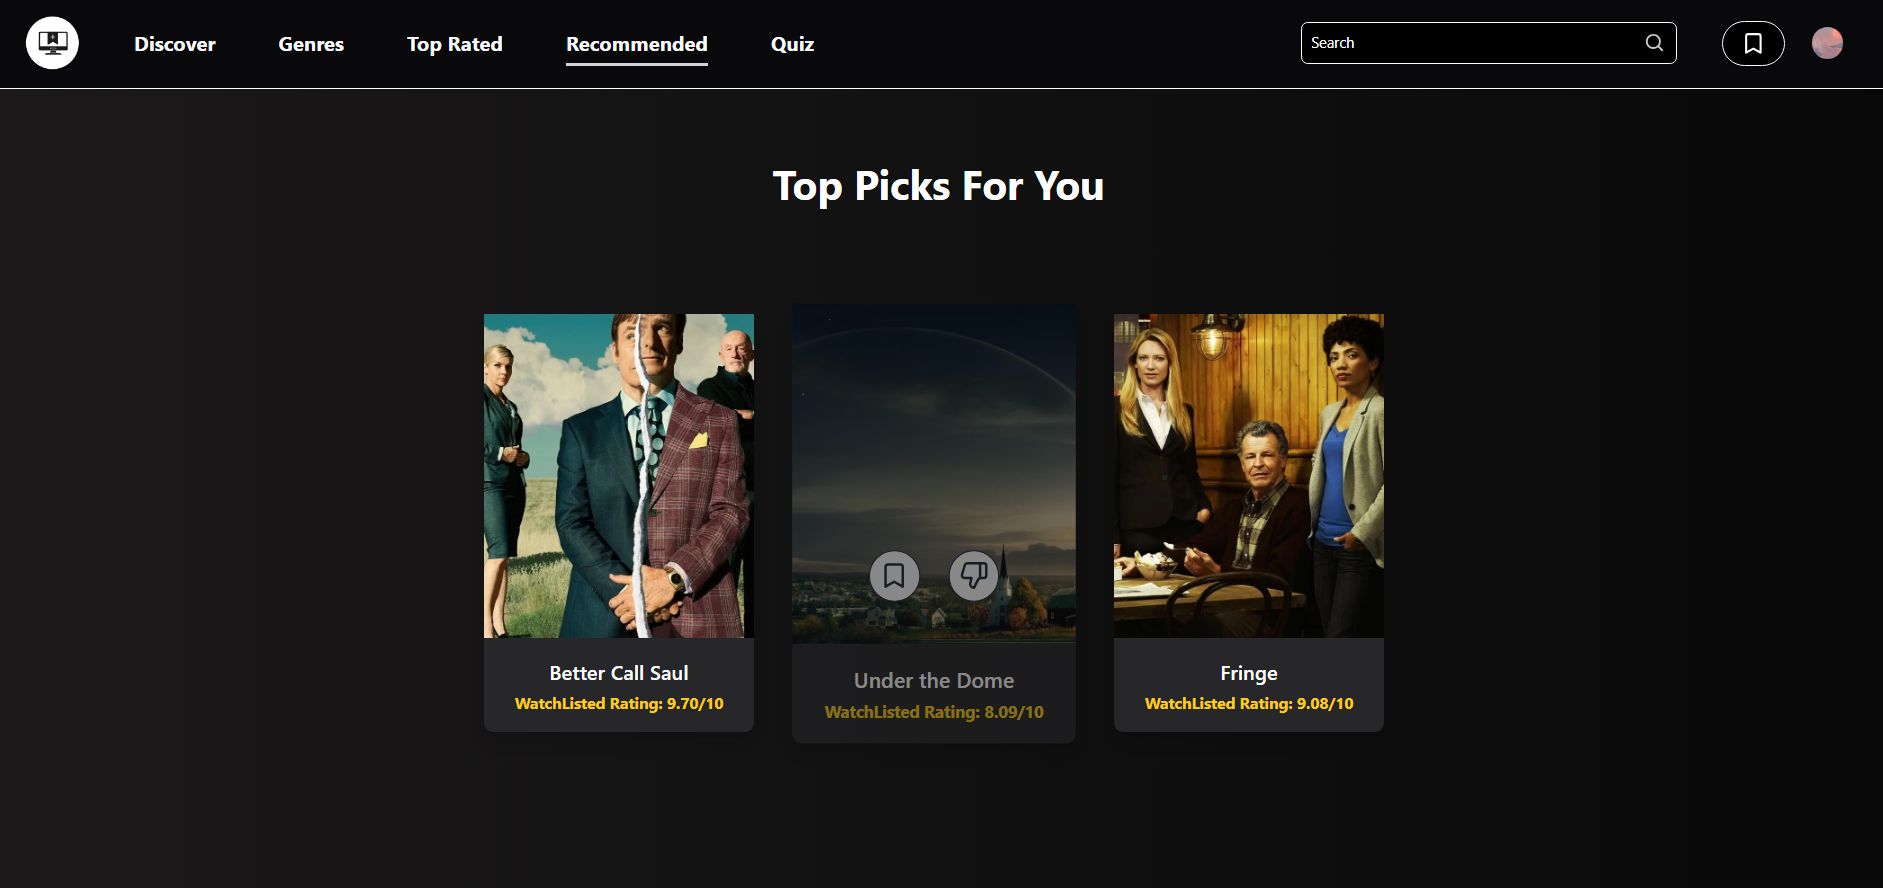 Discover
Genres
Top Rated
Recommended
Quiz
Search
Top Picks For You
Better Call Saul
WatchListed Rating: 9.70/10
Under the Dome
WatchListed Rating: 8.09/10
Fringe
WatchListed Rating: 9.08/10